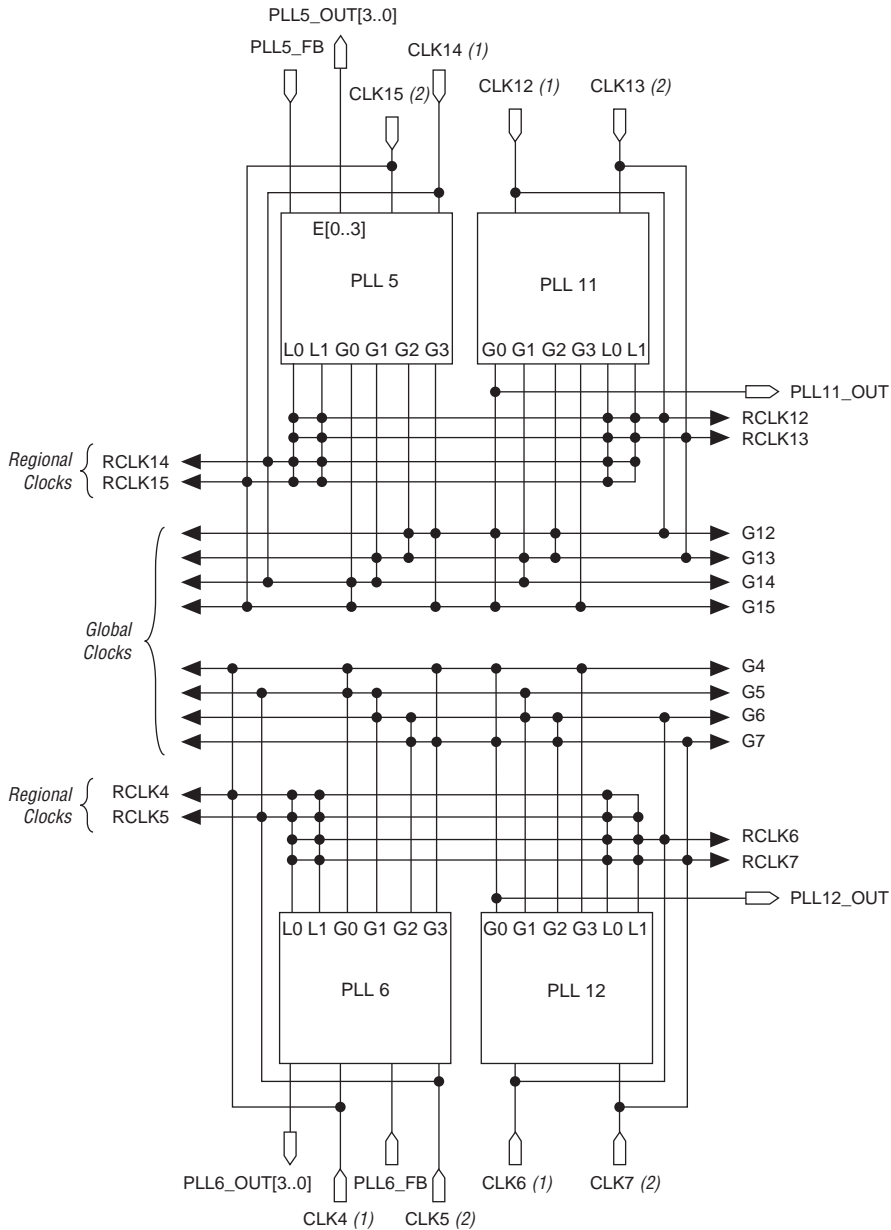 PLL5_OUT[3..0]
PLL5_FB
CLK14 (1)
CLK15 (2)
CLK12 (1)
CLK13 (2)
E[0..3]
PLL 5
PLL 11
L0 L1 G0 G1 G2 G3
G0 G1 G2 G3 L0 L1
PLL11_OUT
RCLK12
RCLK13
Regional
Clocks
RCLK14
RCLK15
G12
G13
G14
G15
Global
Clocks
G4
G5
G6
G7
Regional
Clocks
RCLK4
RCLK5
RCLK6
RCLK7
PLL12_OUT
L0 L1 G0 G1 G2 G3
G0 G1 G2 G3 L0 L1
PLL 6
PLL 12
PLL6_OUT[3..0]
PLL6_FB
CLK6 (1)
CLK7 (2)
CLK4 (1)
CLK5 (2)